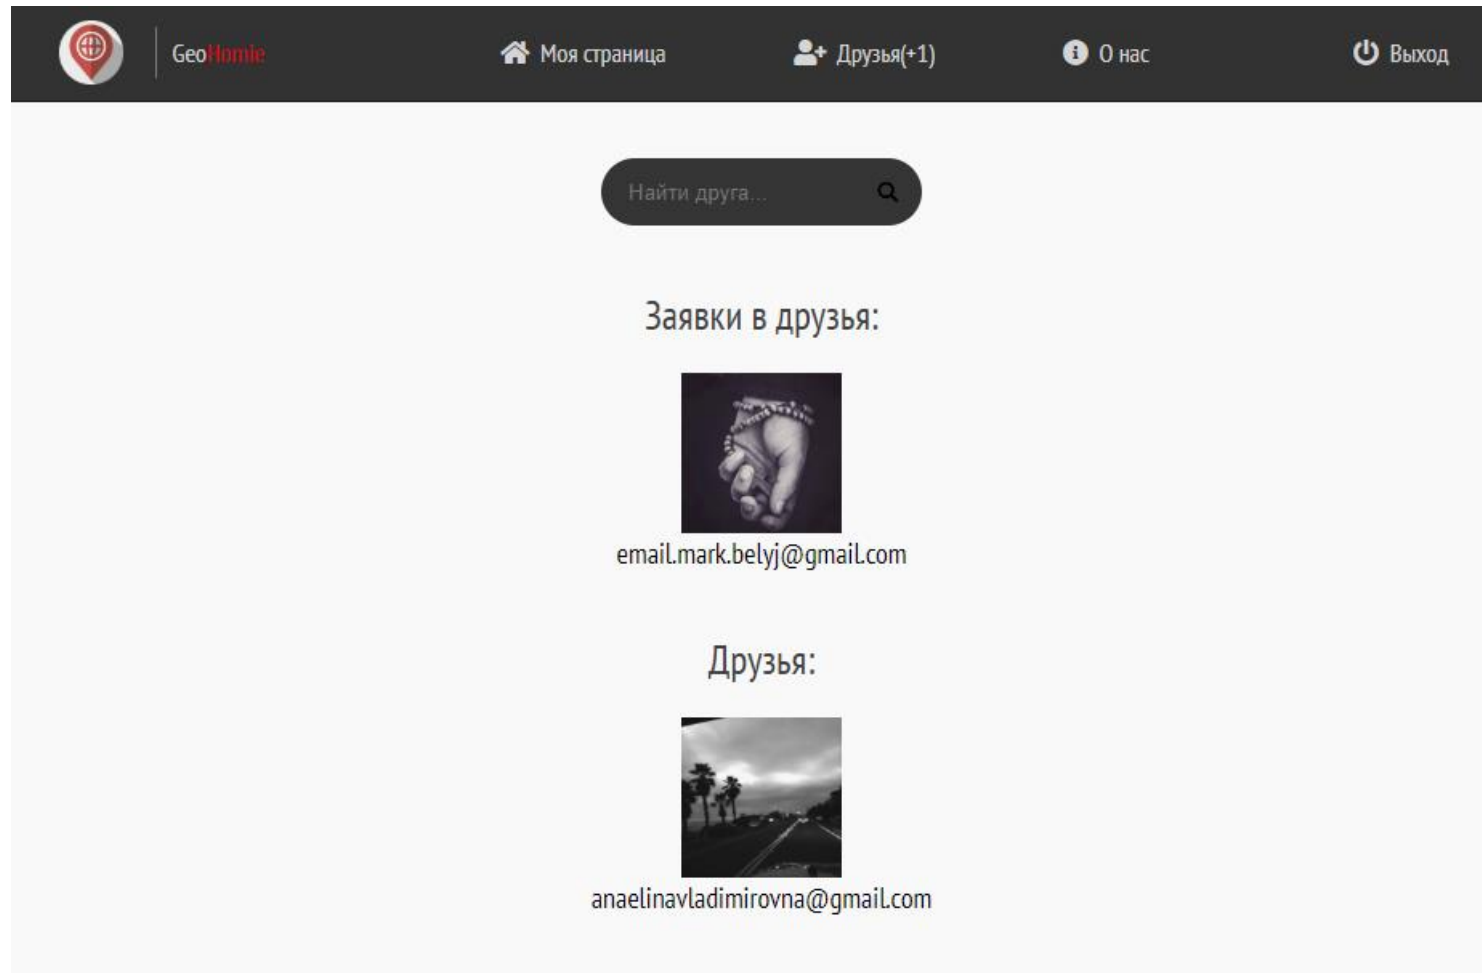 GeoHomie
Моя страница
Друзья(+1)
О нас
Выход
Найти друга...
Заявки в друзья:
email.mark.belyj@gmail.com
Друзья:
anaelinavladimirovna@gmail.com